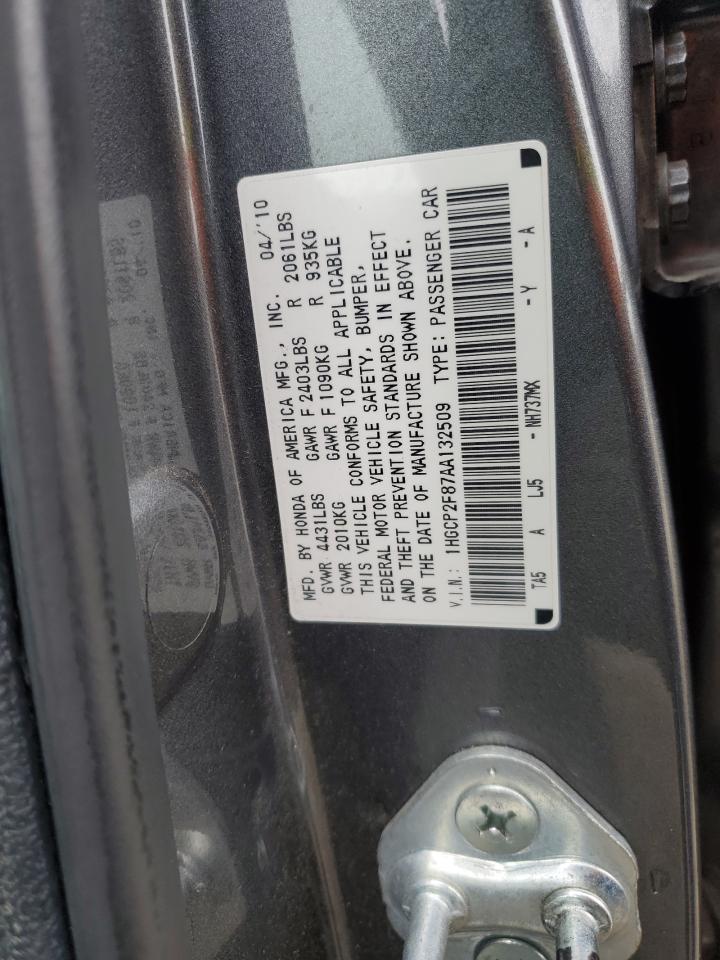 MFD. BY HONDA OF AMERICA MFG., INC. 04/'10
GVWR 4431LBS GAWR F 2403LBS R 2061LBS
GVWR 2010KG GAWR F 1090KG R 935KG
THIS VEHICLE CONFORMS TO ALL APPLICABLE
FEDERAL MOTOR VEHICLE SAFETY, BUMPER,
AND THEFT PREVENTION STANDARDS IN EFFECT
ON THE DATE OF MANUFACTURE SHOWN ABOVE.
V.I.N.: 1HGCP2F87AA132509 TYPE: PASSENGER CAR
TA5 A LJ5 - NH737MX - Y - A